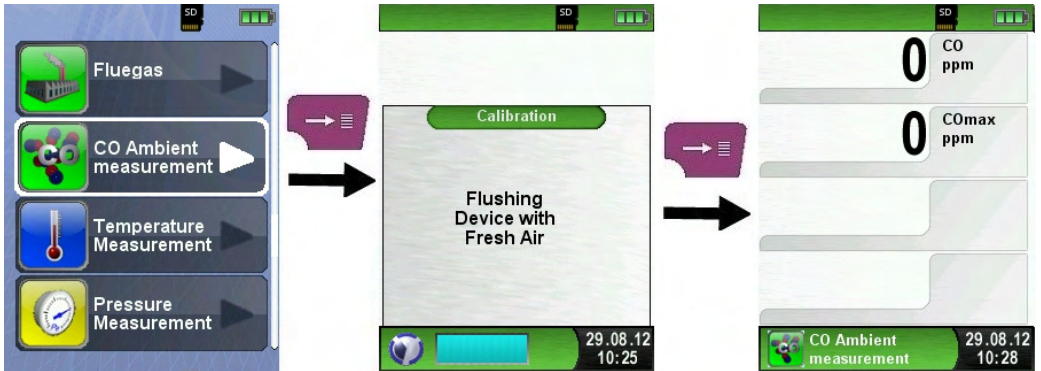 SD
Fluegas
CO Ambient
measurement
Temperature
Measurement
Pressure
Measurement
SD
Calibration
Flushing
Device with
Fresh Air
29.08.12
10:25
SD
0 CO
ppm
0 COmax
ppm
CO Ambient
measurement
29.08.12
10:28